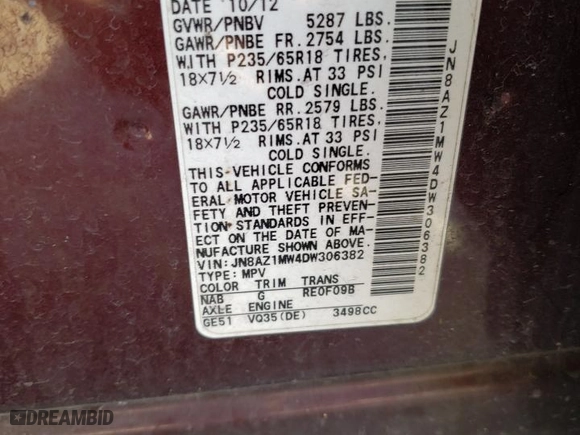 DATE 10/12
GVWR/PNBV 5287 LBS.
GAWR/PNBE FR. 2754 LBS.
WITH P235/65R18 TIRES,
18X7½ RIMS. AT 33 PSI
COLD SINGLE.
GAWR/PNBE RR. 2579 LBS.
WITH P235/65R18 TIRES,
18X7½ RIMS. AT 33 PSI
COLD SINGLE.
THIS VEHICLE CONFORMS
TO ALL APPLICABLE FED-
ERAL MOTOR VEHICLE SA-
FETY AND THEFT PREVEN-
TION STANDARDS IN EFF-
ECT ON THE DATE OF MA-
NUFACTURE SHOWN ABOVE.
VIN: JN8AZ1MW4DW306382
TYPE: MPV
COLOR TRIM TRANS
NAB G RE0F09B
AXLE ENGINE
GE51 VQ35(DE) 3498CC
JN8AZ1MW4DW306382
DREAMBID